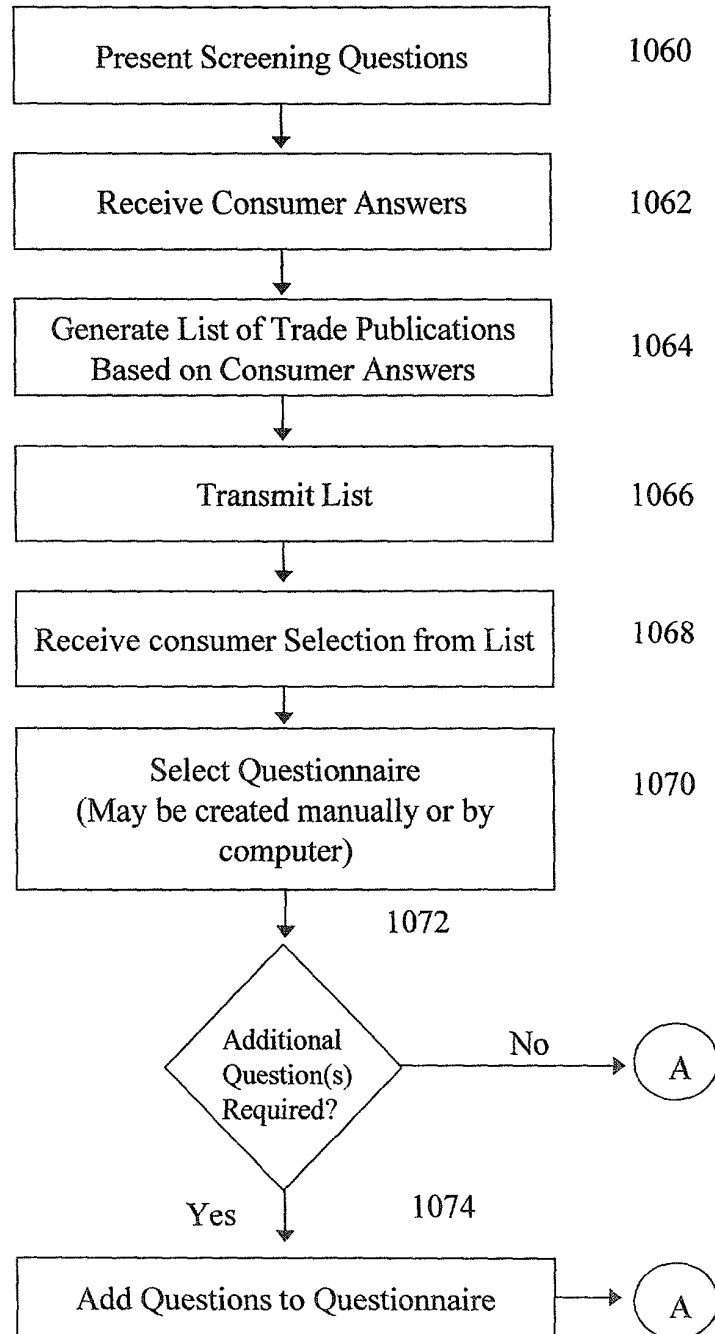 Present Screening Questions
1060
Receive Consumer Answers
1062
Generate List of Trade Publications
Based on Consumer Answers
1064
Transmit List
1066
Receive consumer Selection from List
1068
Select Questionnaire
(May be created manually or by
computer)
1070
1072
Additional
Question(s)
Required?
No
A
Yes
1074
Add Questions to Questionnaire
A